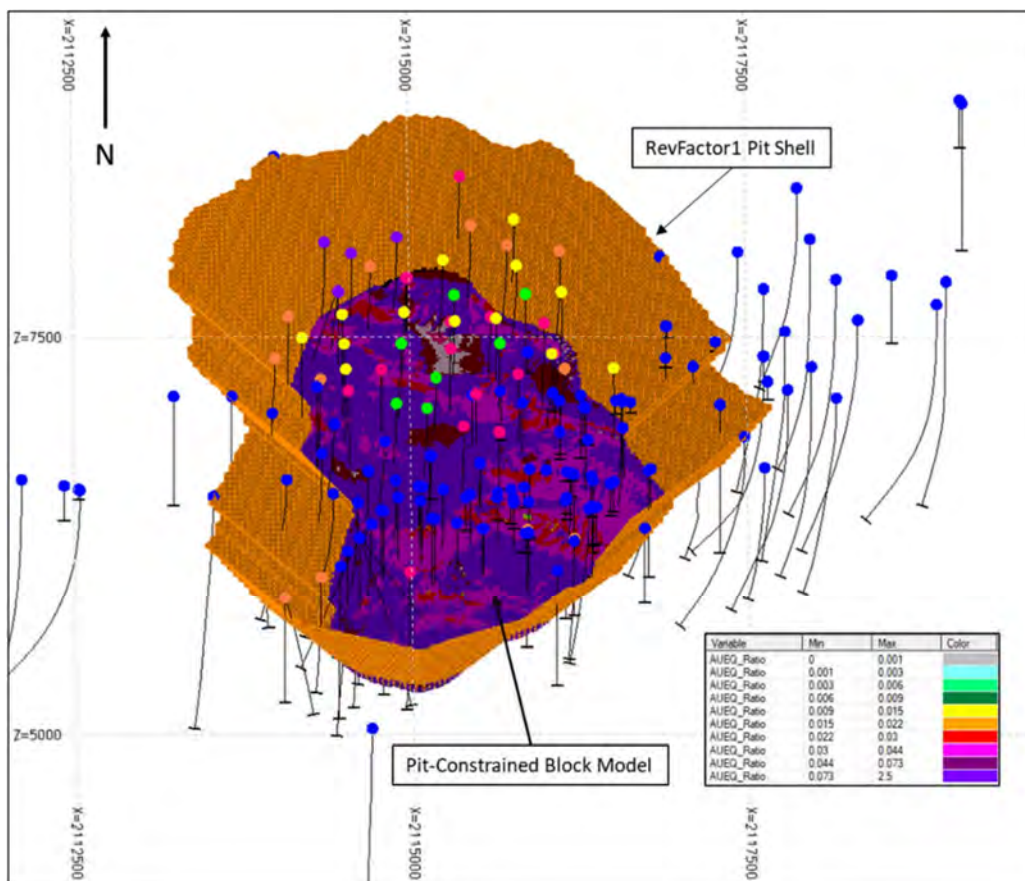 X=2112500
X=2115000
X=2117500
N
RevFactor1 Pit Shell
Z=7500
Variable Min Max Color
AUEQ_Ratio 0 0.001
AUEQ_Ratio 0.001 0.003
AUEQ_Ratio 0.003 0.006
AUEQ_Ratio 0.006 0.009
AUEQ_Ratio 0.009 0.015
AUEQ_Ratio 0.015 0.022
AUEQ_Ratio 0.022 0.03
AUEQ_Ratio 0.03 0.044
AUEQ_Ratio 0.044 0.073
AUEQ_Ratio 0.073 2.5
Z=5000
Pit-Constrained Block Model
X=2112500
X=2115000
X=2117500